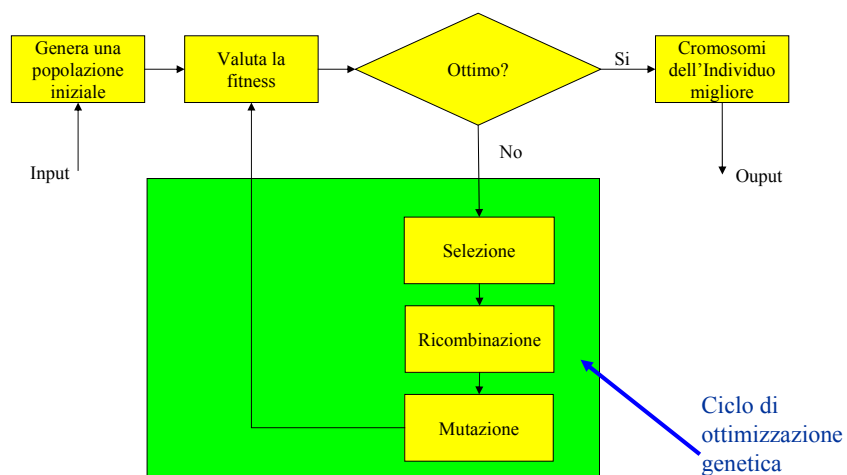 Genera una
popolazione
iniziale
Valuta la
fitness
Ottimo?
Si
Cromosomi
dell'Individuo
migliore
Input
No
Ouput
Selezione
Ricombinazione
Mutazione
Ciclo di
ottimizzazione
genetica